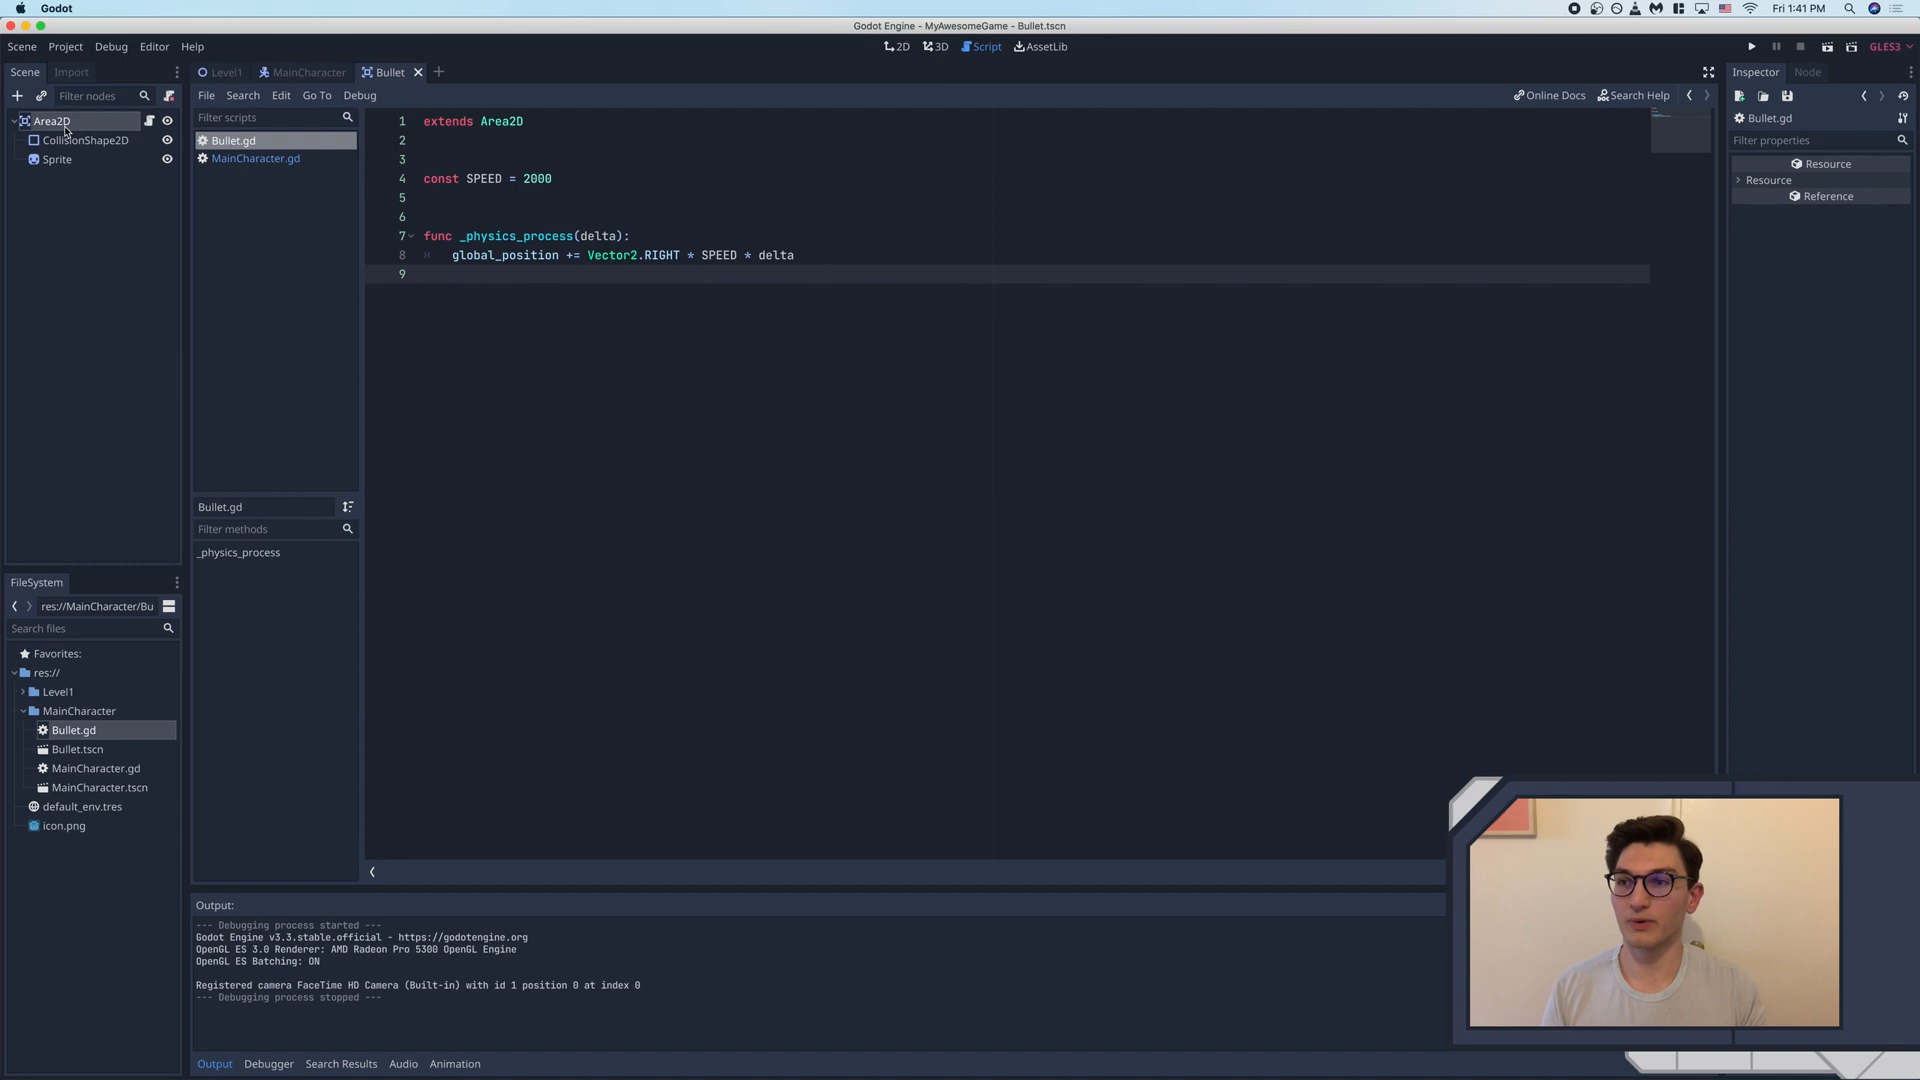 Godot
Fri 1:41 PM
Godot Engine - MyAwesomeGame - Bullet.tscn
Scene Project Debug Editor Help
2D 3D Script AssetLib
GLES3
Scene Import
Level1 MainCharacter Bullet
Inspector Node
Filter nodes
File Search Edit Go To Debug
Online Docs Search Help
Area2D
CollisionShape2D
Sprite
Filter scripts
Bullet.gd
MainCharacter.gd
1 extends Area2D
2
3
4 const SPEED = 2000
5
6
7 func _physics_process(delta):
8 global_position += Vector2.RIGHT * SPEED * delta
9
Bullet.gd
Filter properties
Resource
Resource
Reference
Bullet.gd
Filter methods
_physics_process
FileSystem
res://MainCharacter/Bu
Search files
Favorites:
res://
Level1
MainCharacter
Bullet.gd
Bullet.tscn
MainCharacter.gd
MainCharacter.tscn
default_env.tres
icon.png
Output:
--- Debugging process started ---
Godot Engine v3.3.stable.official - https://godotengine.org
OpenGL ES 3.0 Renderer: AMD Radeon Pro 5300 OpenGL Engine
OpenGL ES Batching: ON
Registered camera FaceTime HD Camera (Built-in) with id 1 position 0 at index 0
--- Debugging process stopped ---
Output Debugger Search Results Audio Animation